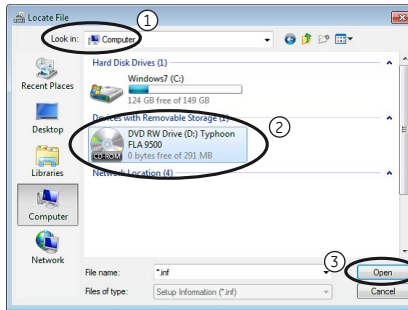 Locate File
1
Look in:
Computer
Hard Disk Drives (1)
Windows7 (C:)
124 GB free of 149 GB
Devices with Removable Storage (1)
2
DVD RW Drive (D:) Typhoon
FLA 9500
CD-ROM
0 bytes free of 291 MB
Network Location (4)
Recent Places
Desktop
Libraries
Computer
Network
3
File name:
*.inf
Open
Files of type:
Setup Information (*.inf)
Cancel